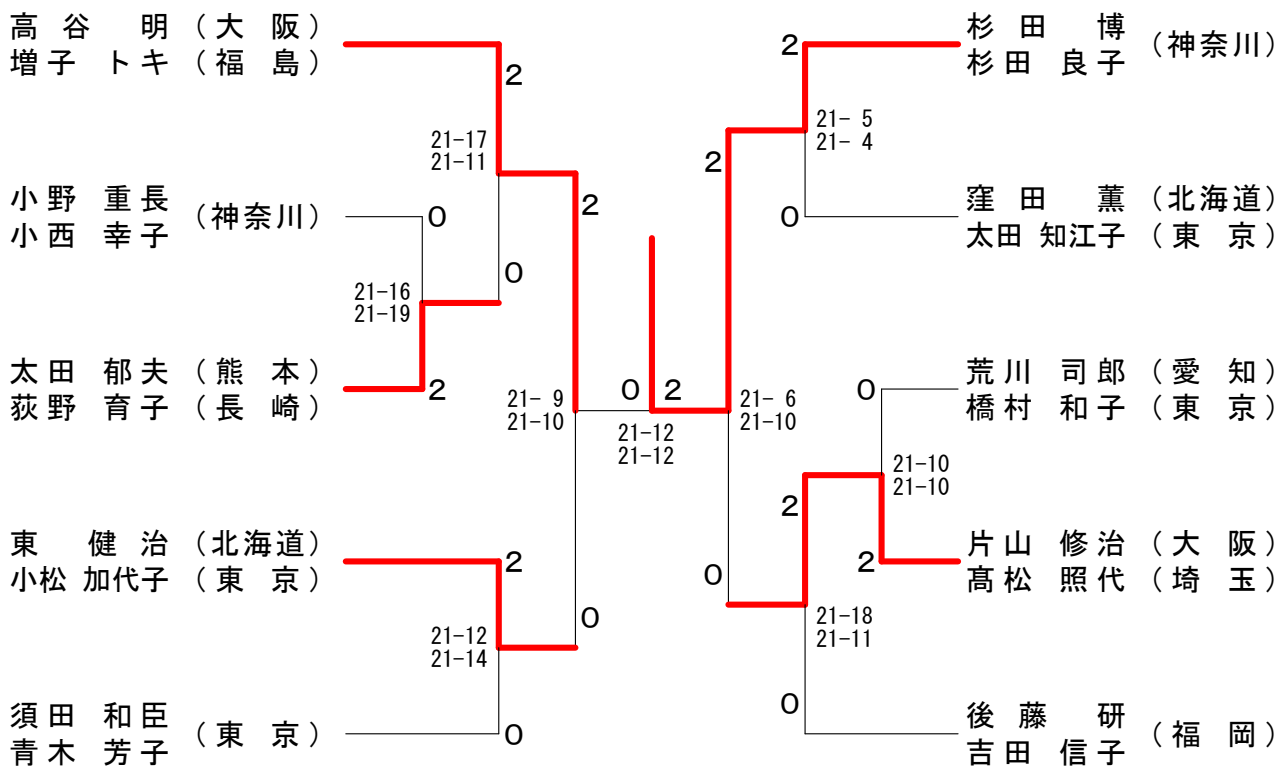 高谷　明（大　阪）
増子　トキ（福　島）
2
21-17
21-11
小野　重長
小西　幸子
（神奈川）
0
0
21-16
21-19
太田　郁夫（熊　本）
荻野　育子（長　崎）
2
2
21- 9
21-10
東　健治（北海道）
小松　加代子（東　京）
2
0
21-12
21-14
須田　和臣
青木　芳子
（東　京）
0
0
2
21-12
21-12
杉田　博
杉田　良子
（神奈川）
2
21- 5
21- 4
2
窪田　薫（北海道）
太田　知江子（東　京）
0
荒川　司郎（愛　知）
橋村　和子（東　京）
0
21- 6
21-10
21-10
21-10
2
片山　修治（大　阪）
髙松　照代（埼　玉）
2
0
21-18
21-11
後藤　研
吉田　信子
（福　岡）
0